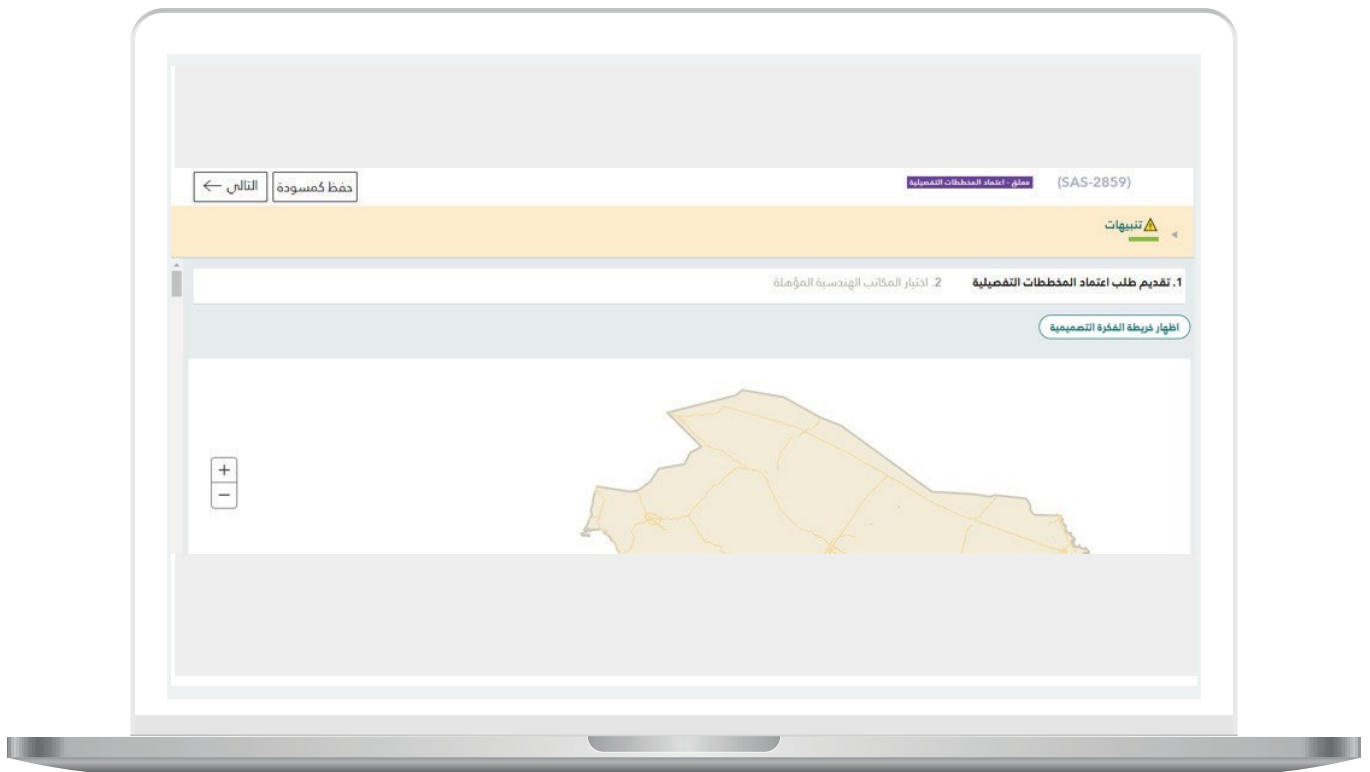 (SAS-2859) معلق - اعتماد المخططات التفصيلية
حفظ كمسودة
التالي ←
تنبيهات
1. تقديم طلب اعتماد المخططات التفصيلية
2. اختيار المكاتب الهندسية المؤهلة
اظهار خريطة الفكرة التصميمية
+
−